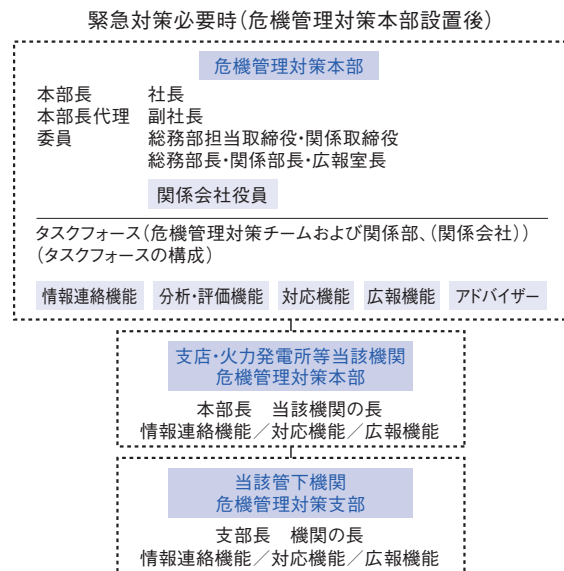 緊急対策必要時(危機管理対策本部設置後)
危機管理対策本部
本部長 社長
本部長代理 副社長
委員 総務部担当取締役・関係取締役
総務部長・関係部長・広報室長
関係会社役員
タスクフォース(危機管理対策チームおよび関係部、(関係会社))
(タスクフォースの構成)
情報連絡機能 分析・評価機能 対応機能 広報機能 アドバイザー
支店・火力発電所等当該機関
危機管理対策本部
本部長 当該機関の長
情報連絡機能／対応機能／広報機能
当該管下機関
危機管理対策支部
支部長 機関の長
情報連絡機能／対応機能／広報機能